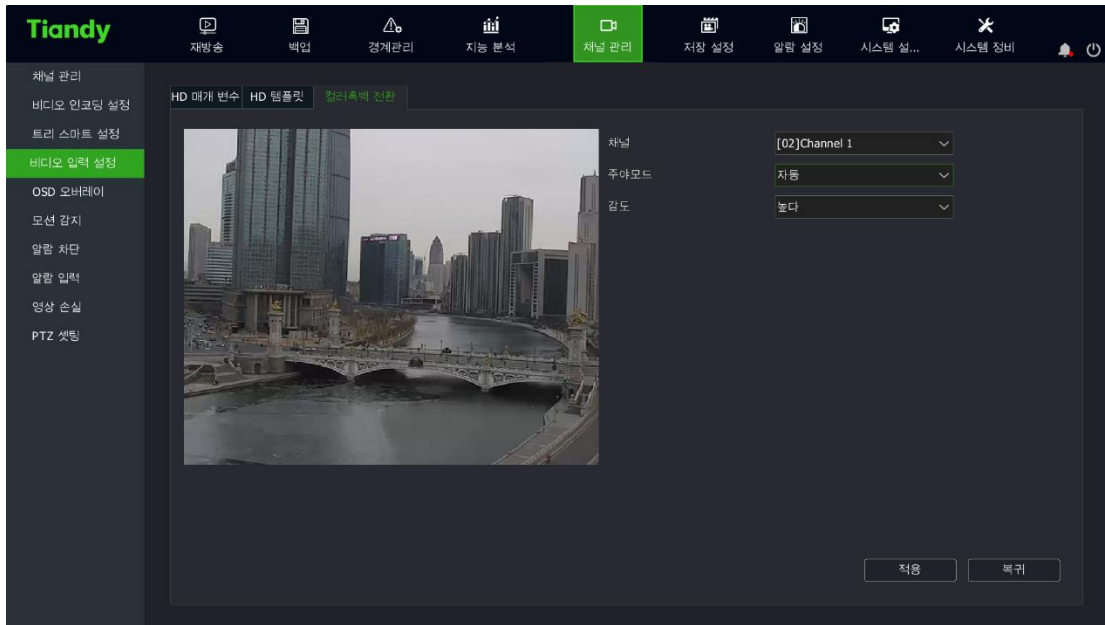 Tiandy
재방송 백업 경계관리 지능 분석 채널 관리 저장 설정 알람 설정 시스템 설... 시스템 정비
채널 관리
비디오 인코딩 설정
트리 스마트 설정
비디오 입력 설정
OSD 오버레이
모션 감지
알람 차단
알람 입력
영상 손실
PTZ 셋팅
HD 매개 변수 HD 템플릿 컬러흑백 전환
채널 [02]Channel 1
주야모드 자동
감도 높다
적용 복귀